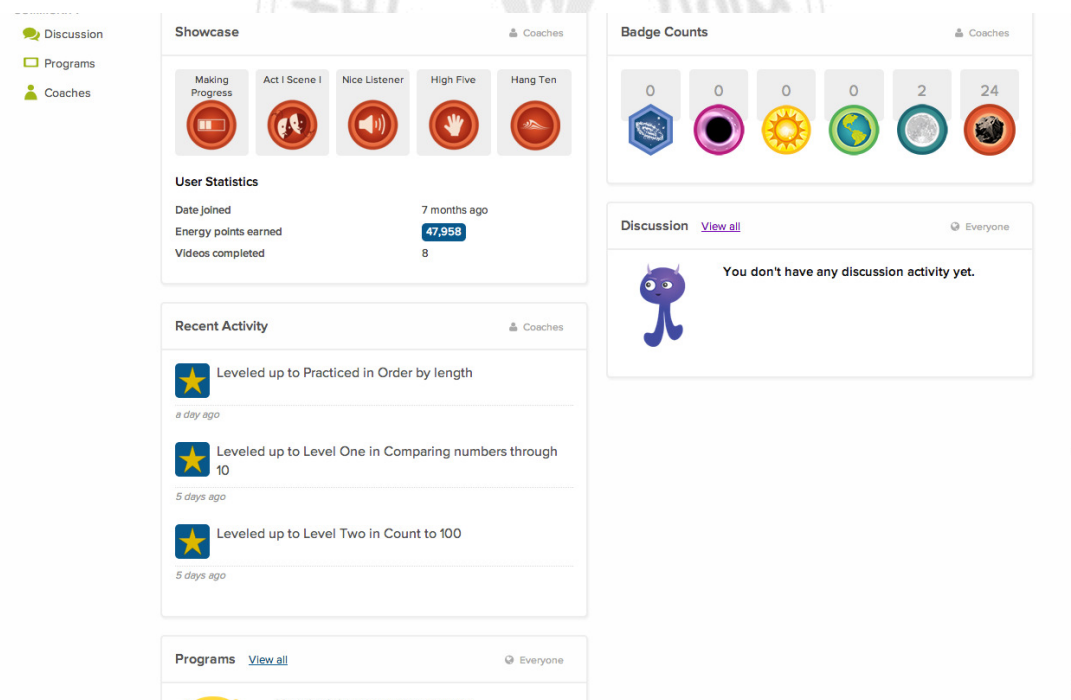 Discussion
Programs
Coaches
Showcase
Coaches
Making
Progress
Act I Scene I
Nice Listener
High Five
Hang Ten
User Statistics
Date joined 7 months ago
Energy points earned 47,958
Videos completed 8
Recent Activity
Coaches
Leveled up to Practiced in Order by length
a day ago
Leveled up to Level One in Comparing numbers through
10
5 days ago
Leveled up to Level Two in Count to 100
5 days ago
Programs View all
Everyone
Badge Counts
Coaches
0 0 0 0 2 24
Discussion View all
Everyone
You don't have any discussion activity yet.